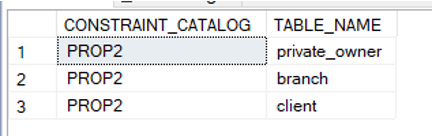 CONSTRAINT_CATALOG TABLE_NAME
1 PROP2 private_owner
2 PROP2 branch
3 PROP2 client